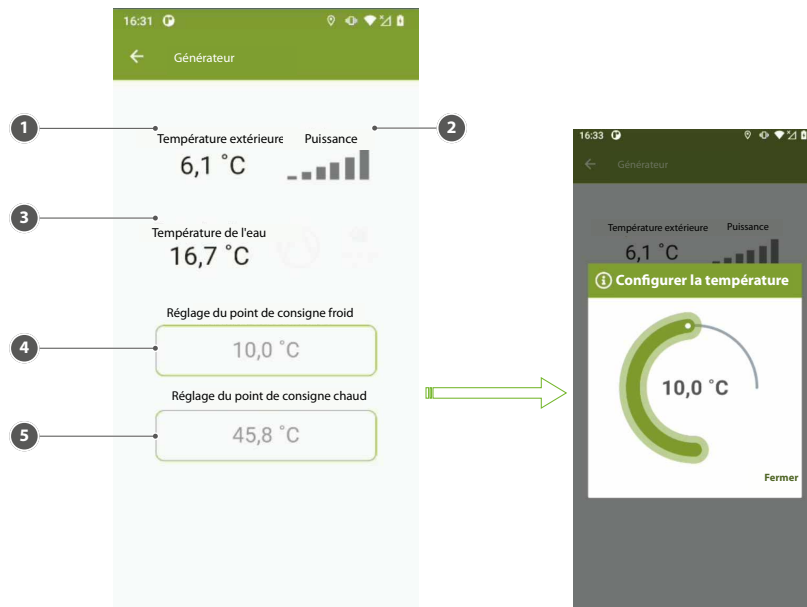 16:31
Générateur
1
2
Température extérieure
Puissance
6,1 °C
3
Température de l'eau
16,7 °C
Réglage du point de consigne froid
4
10,0 °C
Réglage du point de consigne chaud
5
45,8 °C
16:33
Générateur
Température extérieure
Puissance
6,1 °C
Configurer la température
10,0 °C
Fermer